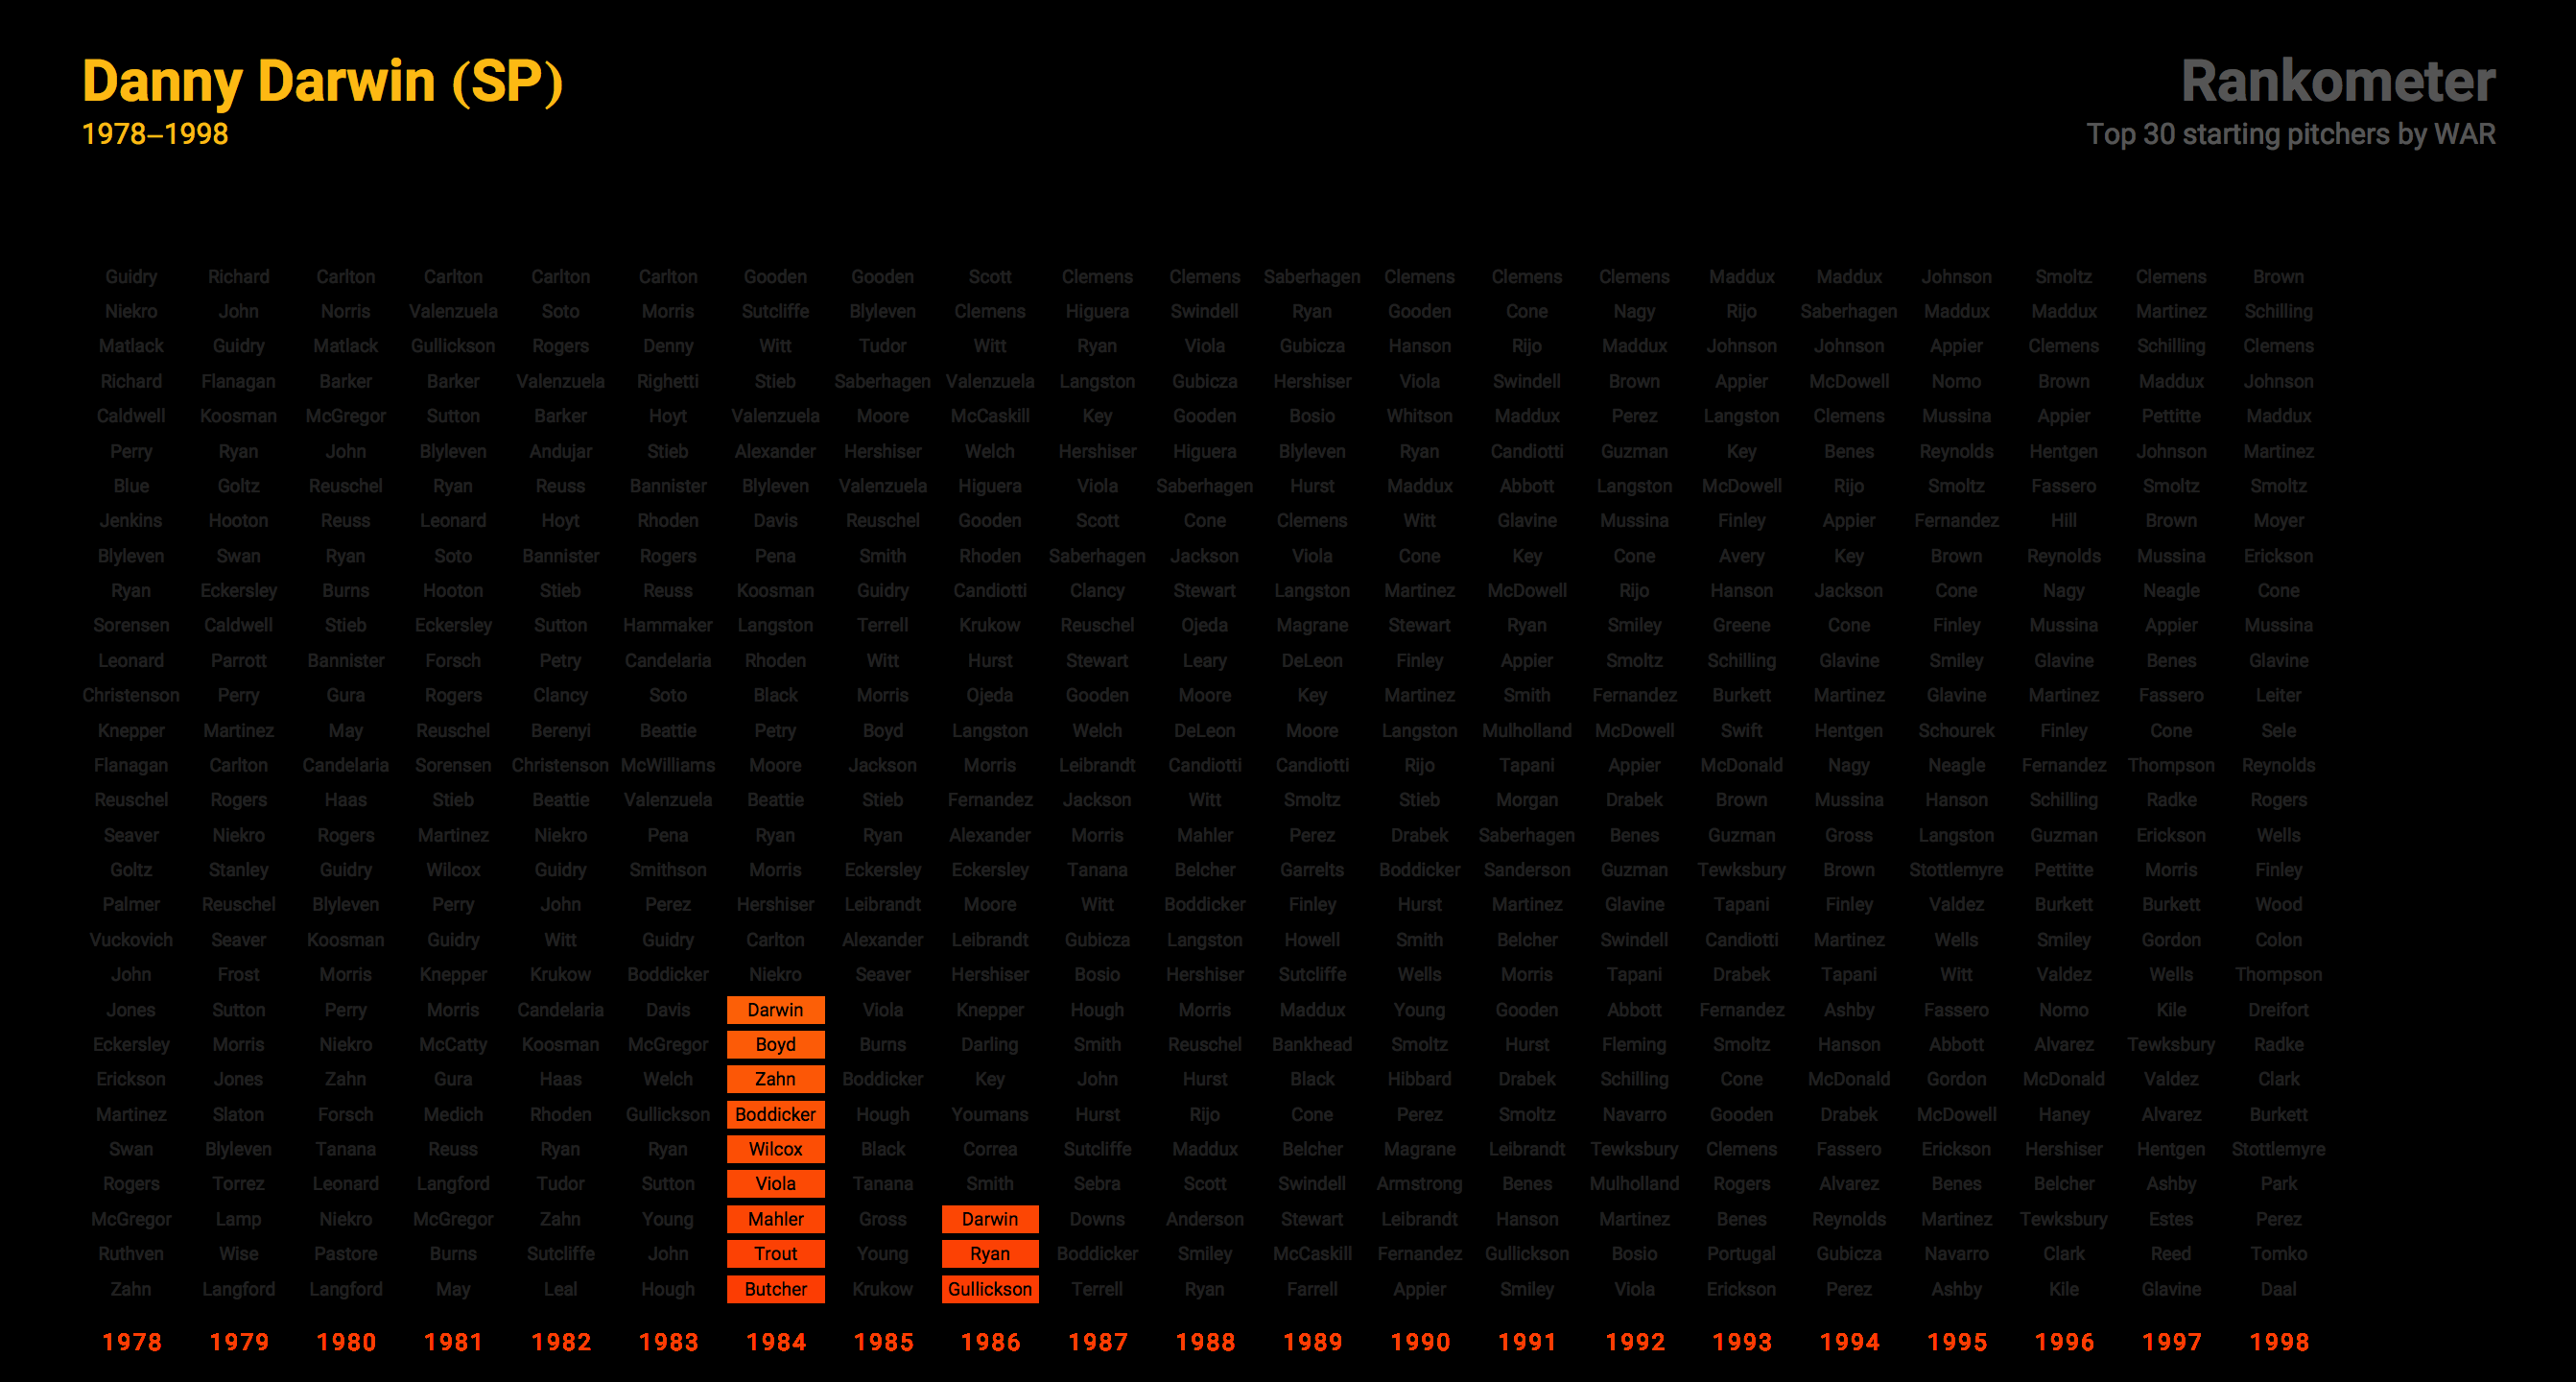 Danny Darwin (SP)
1978–1998
Rankometer
Top 30 starting pitchers by WAR
Guidry Richard Carlton Carlton Carlton Carlton Gooden Gooden Scott Clemens Clemens Saberhagen Clemens Clemens Clemens Maddux Maddux Johnson Smoltz Clemens Brown
Niekro John Norris Valenzuela Soto Morris Sutcliffe Blyleven Clemens Higuera Swindell Ryan Gooden Cone Nagy Rijo Saberhagen Maddux Maddux Martinez Schilling
Matlack Guidry Matlack Gullickson Rogers Denny Witt Tudor Witt Ryan Viola Gubicza Hanson Rijo Maddux Johnson Johnson Appier Clemens Schilling Clemens
Richard Flanagan Barker Barker Valenzuela Righetti Stieb Saberhagen Valenzuela Langston Gubicza Hershiser Viola Swindell Brown Appier McDowell Nomo Brown Maddux Johnson
Caldwell Koosman McGregor Sutton Barker Hoyt Valenzuela Moore McCaskill Key Gooden Bosio Whitson Maddux Perez Langston Clemens Mussina Appier Pettitte Maddux
Perry Ryan John Blyleven Andujar Stieb Alexander Hershiser Welch Hershiser Higuera Blyleven Ryan Candiotti Guzman Key Benes Reynolds Hentgen Johnson Martinez
Blue Goltz Reuschel Ryan Reuss Bannister Blyleven Valenzuela Higuera Viola Saberhagen Hurst Maddux Abbott Langston McDowell Rijo Smoltz Fassero Smoltz Smoltz
Jenkins Hooton Reuss Leonard Hoyt Rhoden Davis Reuschel Gooden Scott Cone Clemens Witt Glavine Mussina Finley Appier Fernandez Hill Brown Moyer
Blyleven Swan Ryan Soto Bannister Rogers Pena Smith Rhoden Saberhagen Jackson Viola Cone Key Cone Avery Key Brown Reynolds Mussina Erickson
Ryan Eckersley Burns Hooton Stieb Reuss Koosman Guidry Candiotti Clancy Stewart Langston Martinez McDowell Rijo Hanson Jackson Cone Nagy Neagle Cone
Sorensen Caldwell Stieb Eckersley Sutton Hammaker Langston Terrell Krukow Reuschel Ojeda Magrane Stewart Ryan Smiley Greene Cone Finley Mussina Appier Mussina
Leonard Parrott Bannister Forsch Petry Candelaria Rhoden Witt Hurst Stewart Leary DeLeon Finley Appier Smoltz Schilling Glavine Smiley Glavine Benes Glavine
Christenson Perry Gura Rogers Clancy Soto Black Morris Ojeda Gooden Moore Key Martinez Smith Fernandez Burkett Martinez Glavine Martinez Fassero Leiter
Knepper Martinez May Reuschel Berenyi Beattie Petry Boyd Langston Welch DeLeon Moore Langston Mulholland McDowell Swift Hentgen Schourek Finley Cone Sele
Flanagan Carlton Candelaria Sorensen Christenson McWilliams Moore Jackson Morris Leibrandt Candiotti Candiotti Rijo Tapani Appier McDonald Nagy Neagle Fernandez Thompson Reynolds
Reuschel Rogers Haas Stieb Beattie Valenzuela Beattie Stieb Fernandez Jackson Witt Smoltz Stieb Morgan Drabek Brown Mussina Hanson Schilling Radke Rogers
Seaver Niekro Rogers Martinez Niekro Pena Ryan Ryan Alexander Morris Mahler Perez Drabek Saberhagen Benes Guzman Gross Langston Guzman Erickson Wells
Goltz Stanley Guidry Wilcox Guidry Smithson Morris Eckersley Eckersley Tanana Belcher Garrelts Boddicker Sanderson Guzman Tewksbury Brown Stottlemyre Pettitte Morris Finley
Palmer Reuschel Blyleven Perry John Perez Hershiser Leibrandt Moore Witt Boddicker Finley Hurst Martinez Glavine Tapani Finley Valdez Burkett Burkett Wood
Vuckovich Seaver Koosman Guidry Witt Guidry Carlton Alexander Leibrandt Gubicza Langston Howell Smith Belcher Swindell Candiotti Martinez Wells Smiley Gordon Colon
John Frost Morris Knepper Krukow Boddicker Niekro Seaver Hershiser Bosio Hershiser Sutcliffe Wells Morris Tapani Drabek Tapani Witt Valdez Wells Thompson
Jones Sutton Perry Morris Candelaria Davis Darwin Viola Knepper Hough Morris Maddux Young Gooden Abbott Fernandez Ashby Fassero Nomo Kile Dreifort
Eckersley Morris Niekro McCatty Koosman McGregor Boyd Burns Darling Smith Reuschel Bankhead Smoltz Hurst Fleming Smoltz Hanson Abbott Alvarez Tewksbury Radke
Erickson Jones Zahn Gura Haas Welch Zahn Boddicker Key John Hurst Black Hibbard Drabek Schilling Cone McDonald Gordon McDonald Valdez Clark
Martinez Slaton Forsch Medich Rhoden Gullickson Boddicker Hough Youmans Hurst Rijo Cone Perez Smoltz Navarro Gooden Drabek McDowell Haney Alvarez Burkett
Swan Blyleven Tanana Reuss Ryan Ryan Wilcox Black Correa Sutcliffe Maddux Belcher Magrane Leibrandt Tewksbury Clemens Fassero Erickson Hershiser Hentgen Stottlemyre
Rogers Torrez Leonard Langford Tudor Sutton Viola Tanana Smith Sebra Scott Swindell Armstrong Benes Mulholland Rogers Alvarez Benes Belcher Ashby Park
McGregor Lamp Niekro McGregor Zahn Young Mahler Gross Darwin Downs Anderson Stewart Leibrandt Hanson Martinez Benes Reynolds Martinez Tewksbury Estes Perez
Ruthven Wise Pastore Burns Sutcliffe John Trout Young Ryan Boddicker Smiley McCaskill Fernandez Gullickson Bosio Portugal Gubicza Navarro Clark Reed Tomko
Zahn Langford Langford May Leal Hough Butcher Krukow Gullickson Terrell Ryan Farrell Appier Smiley Viola Erickson Perez Ashby Kile Glavine Daal
1978 1979 1980 1981 1982 1983 1984 1985 1986 1987 1988 1989 1990 1991 1992 1993 1994 1995 1996 1997 1998